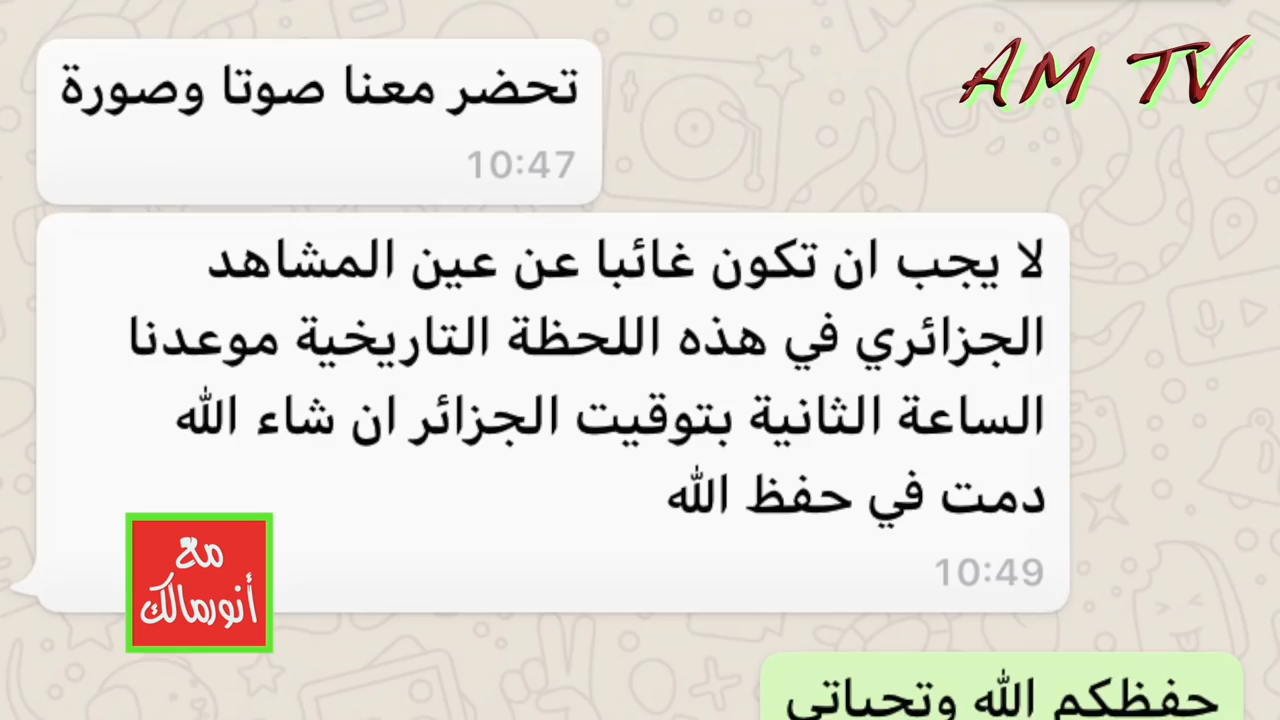 AM TV
تحضر معنا صوتا وصورة
10:47
لا يجب ان تكون غائبا عن عين المشاهد
الجزائري في هذه اللحظة التاريخية موعدنا
الساعة الثانية بتوقيت الجزائر ان شاء الله
دمت في حفظ الله
10:49
مع
أنورمالك
حفظكم الله وتحياتي